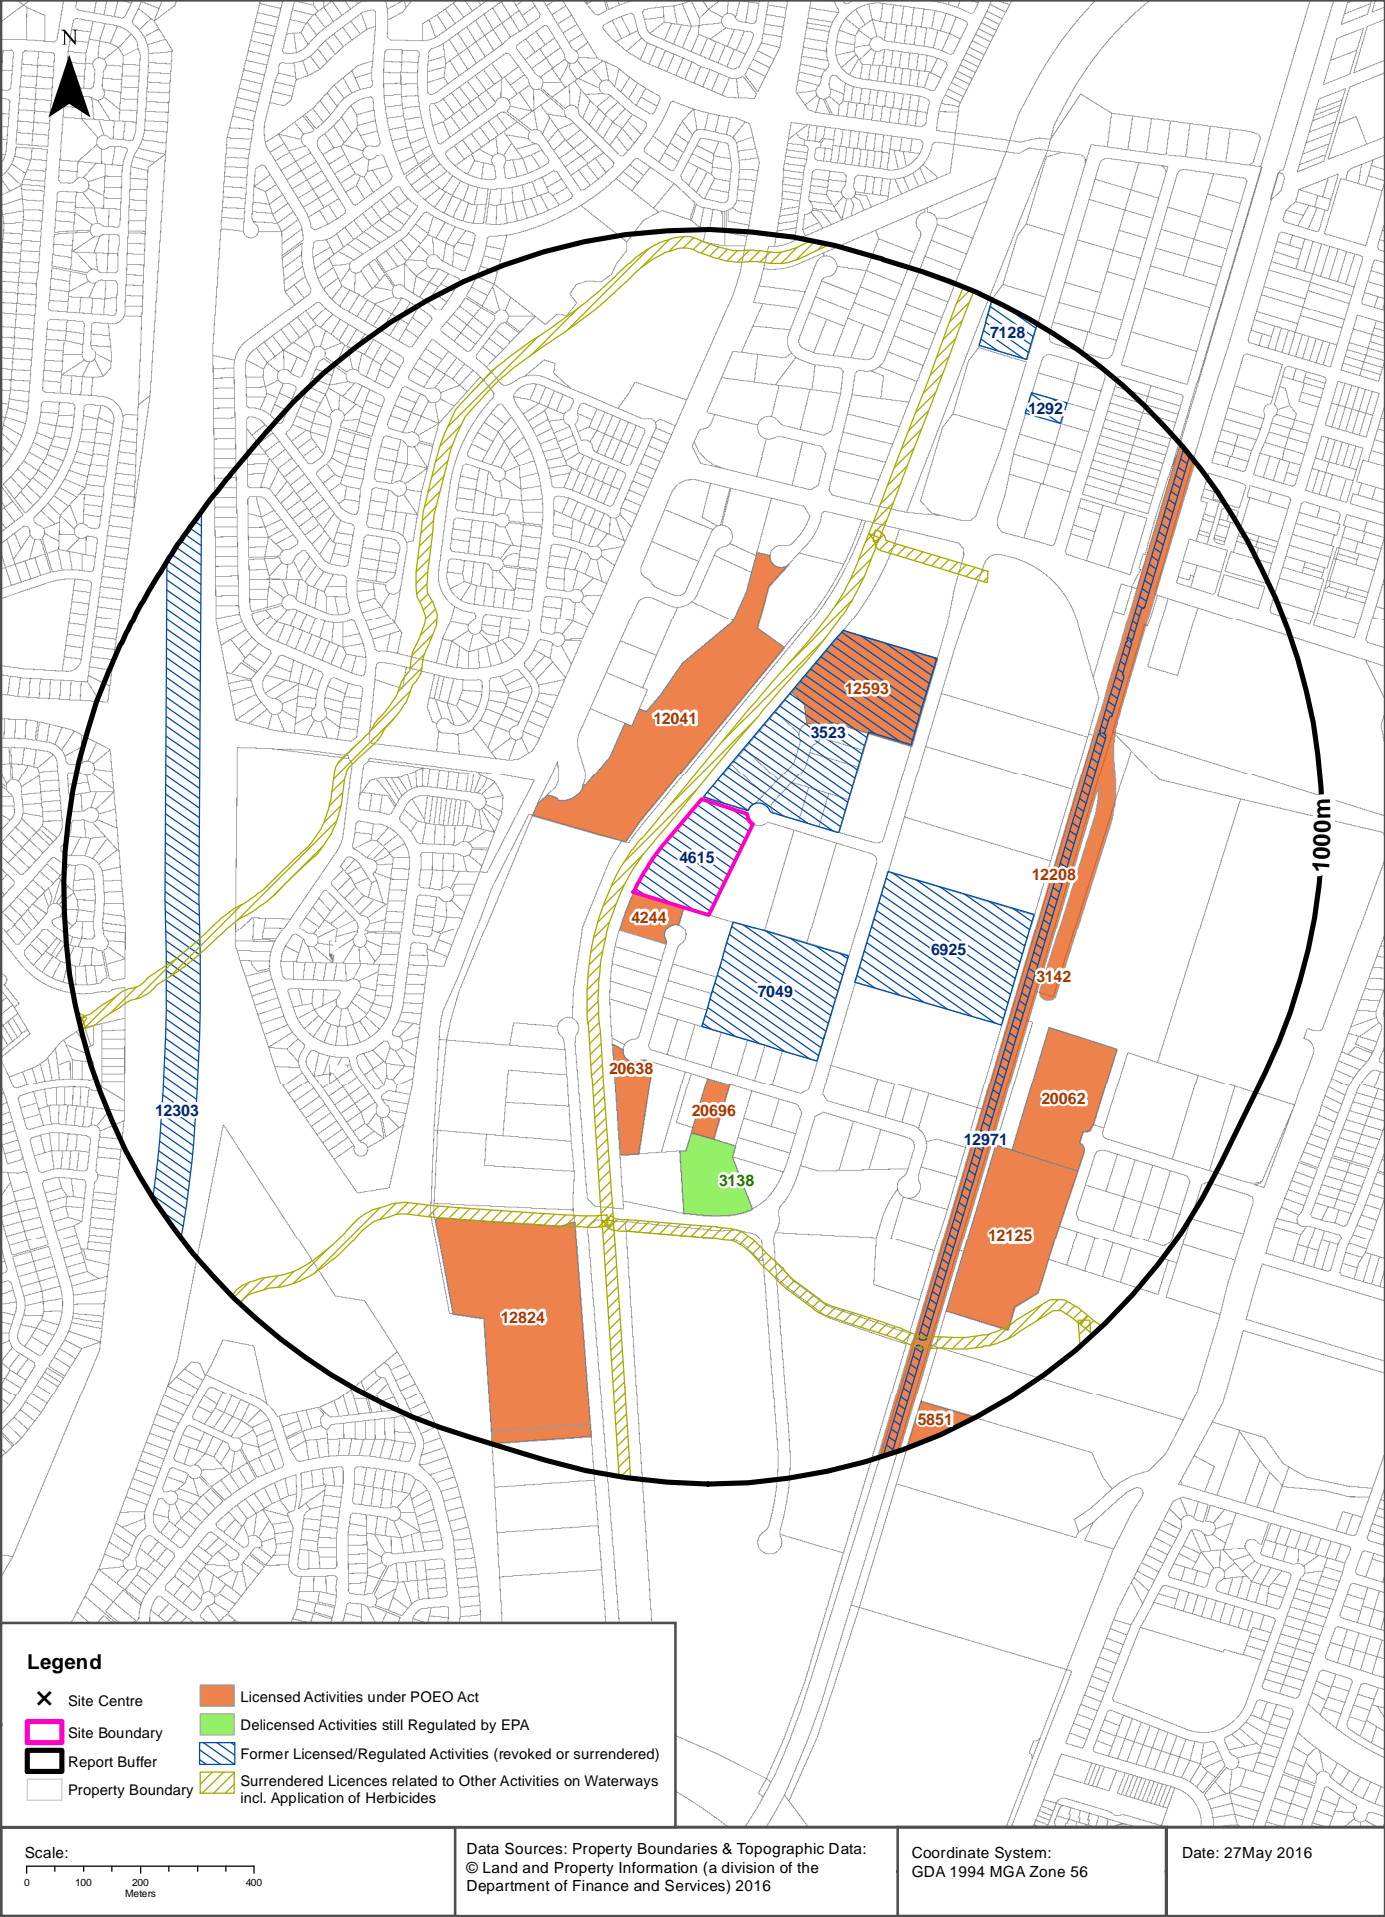 N
7128
1292
12593
12041
3523
4615
12208
4244
6925
3142
7049
20638
20062
20696
12303
12971
3138
12125
12824
5851
1000m
Legend
Site Centre
Site Boundary
Report Buffer
Property Boundary
Licensed Activities under POEO Act
Delicensed Activities still Regulated by EPA
Former Licensed/Regulated Activities (revoked or surrendered)
Surrendered Licences related to Other Activities on Waterways
incl. Application of Herbicides
Scale:
0 100 200 400
Meters
Data Sources: Property Boundaries & Topographic Data:
© Land and Property Information (a division of the
Department of Finance and Services) 2016
Coordinate System:
GDA 1994 MGA Zone 56
Date: 27May 2016